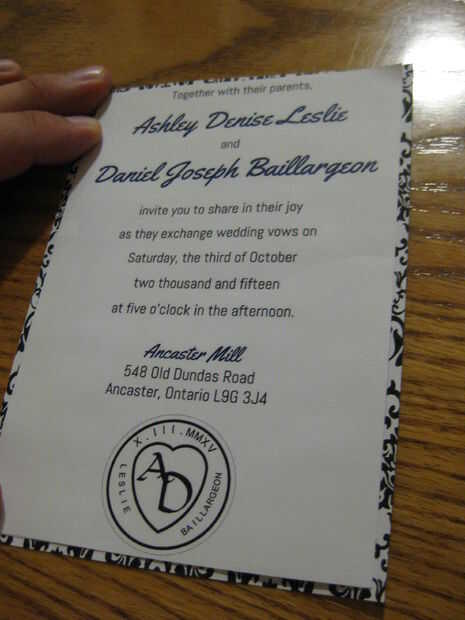 Together with their parents,
Ashley Denise Leslie
and
Daniel Joseph Baillargeon
invite you to share in their joy
as they exchange wedding vows on
Saturday, the third of October
two thousand and fifteen
at five o'clock in the afternoon.
Ancaster Mill
548 Old Dundas Road
Ancaster, Ontario L9G 3J4
X.III.MMXV
AD
LESLIE
BAILLARGEON